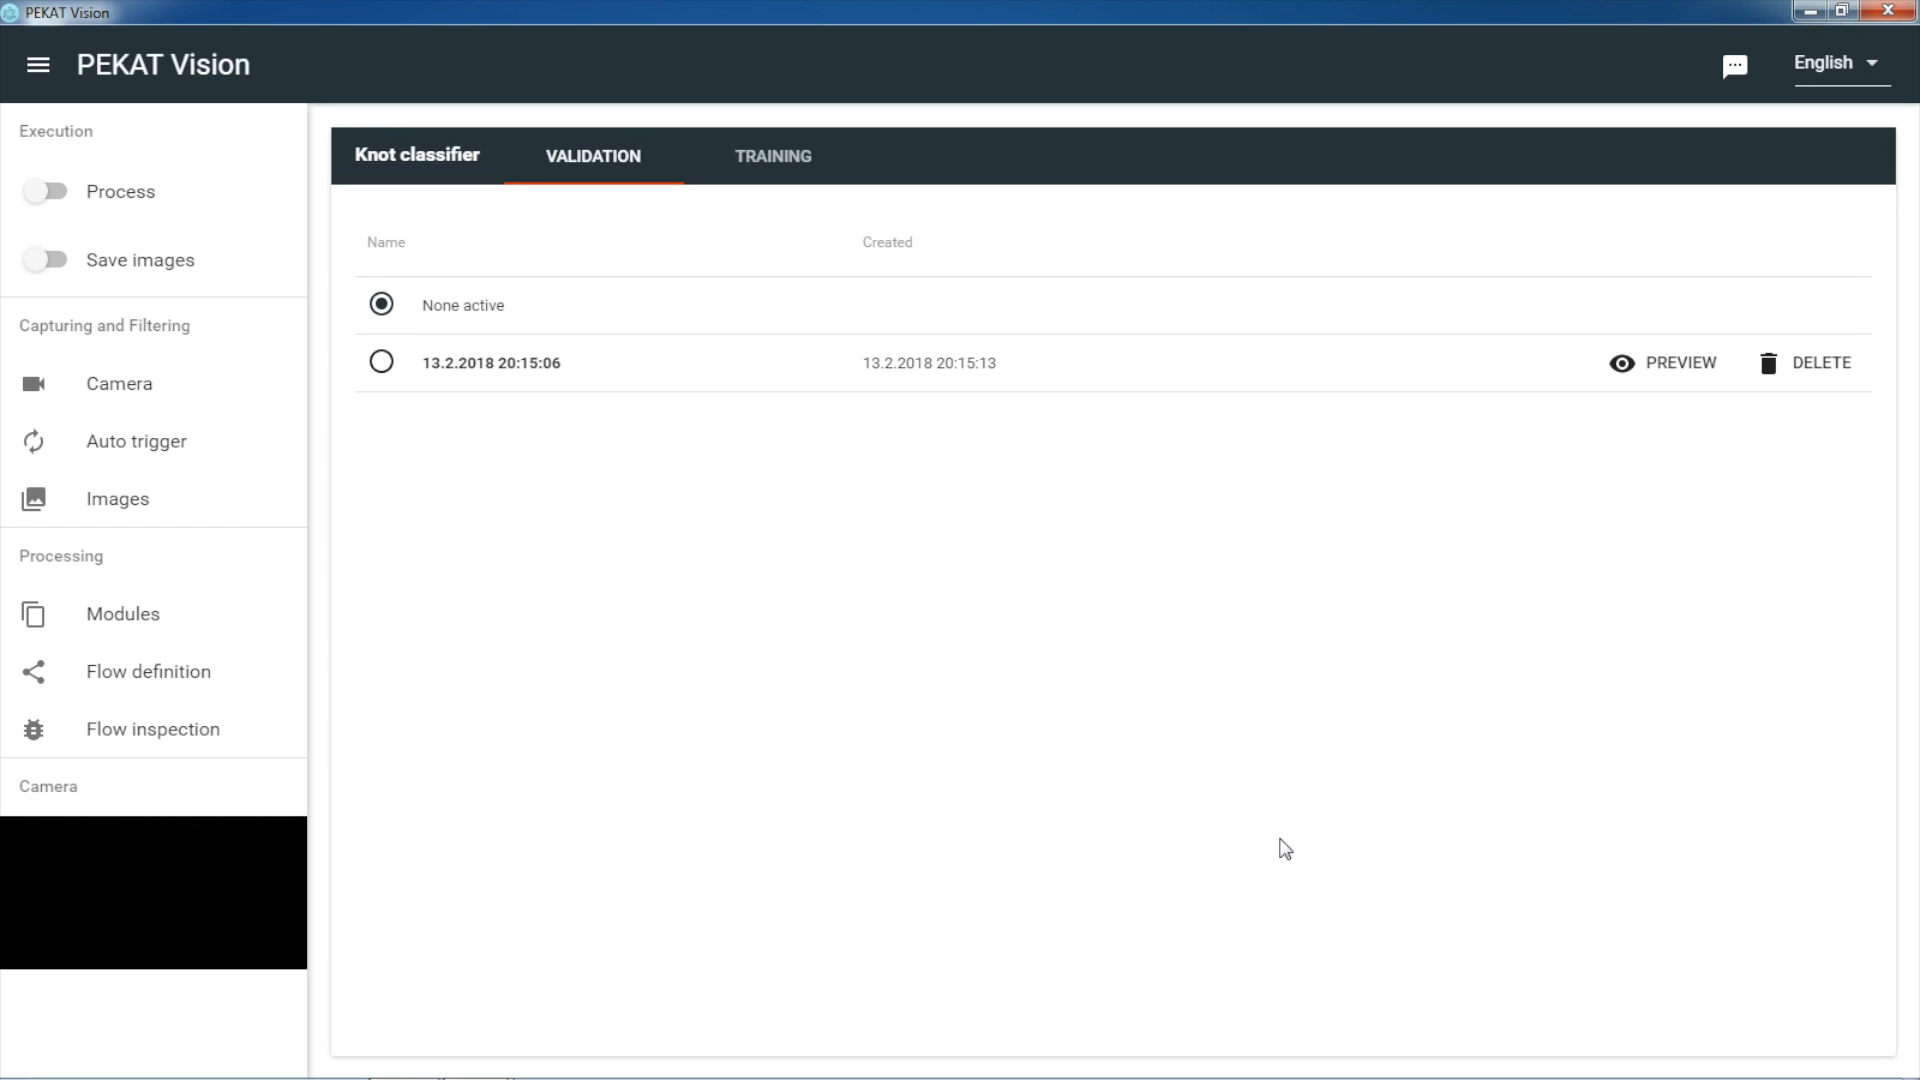 PEKAT Vision
PEKAT Vision
English
Execution
Process
Save images
Capturing and Filtering
Camera
Auto trigger
Images
Processing
Modules
Flow definition
Flow inspection
Camera
Knot classifier VALIDATION TRAINING
Name Created
None active
13.2.2018 20:15:06 13.2.2018 20:15:13 PREVIEW DELETE